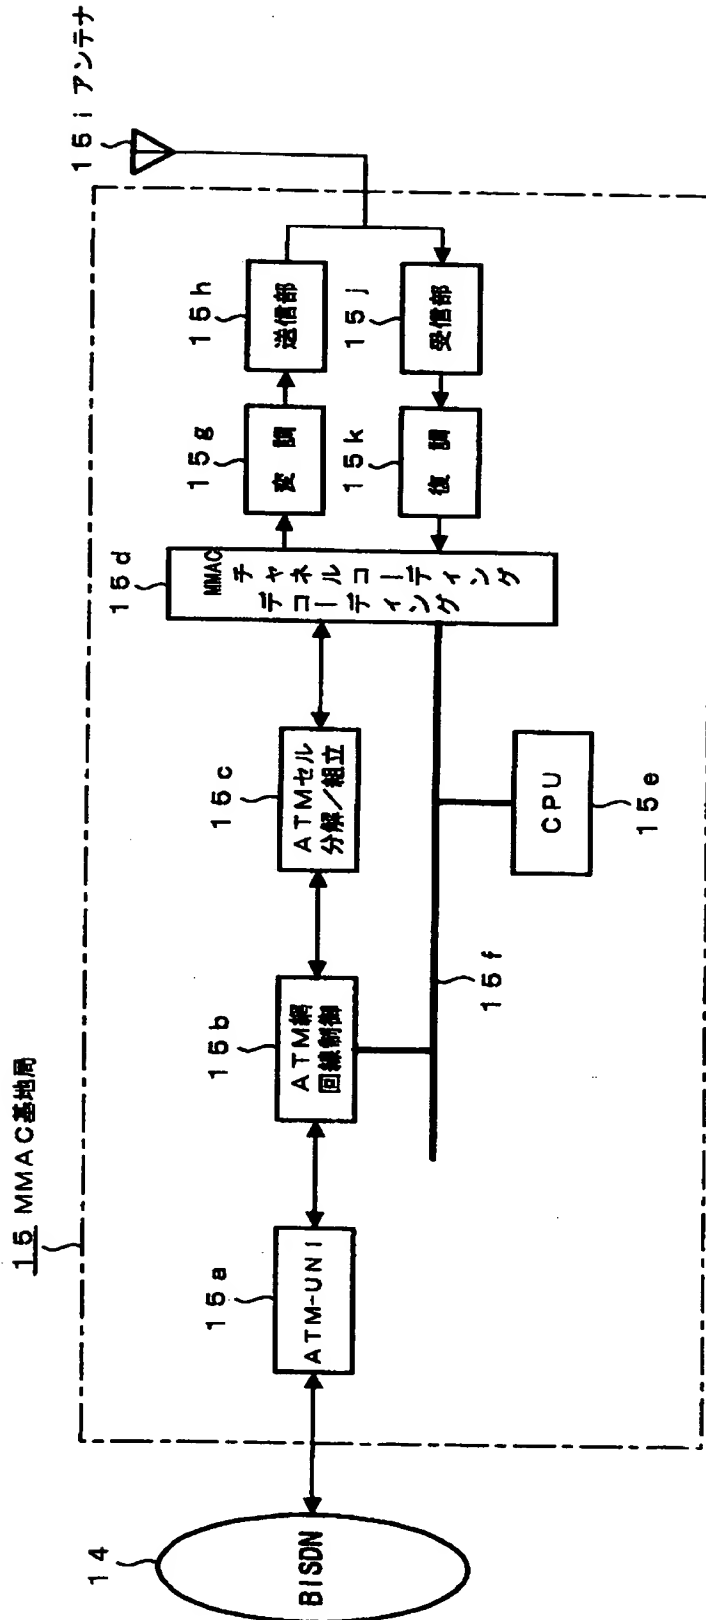 15 MMAC基地局
14
BISDN
15a
ATM-UNI
15b
ATM網
回線制御
15c
ATMセル
分解/組立
15d
MMAC
チャネルコーディング
デコーディング
15e
CPU
15f
15g
変調
15h
送信部
15i アンテナ
15j
受信部
15k
復調